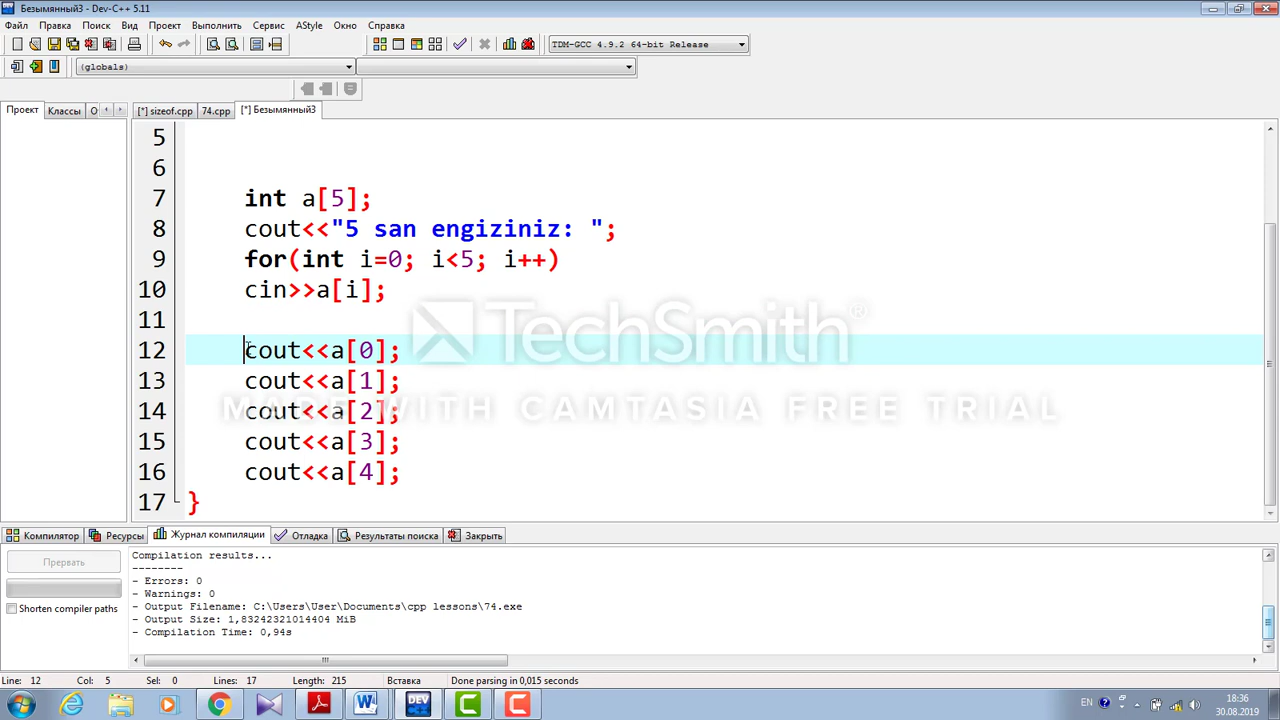 Безымянный3 - Dev-C++ 5.11
Файл Правка Поиск Вид Проект Выполнить Сервис AStyle Окно Справка
TDM-GCC 4.9.2 64-bit Release
(globals)
Проект Классы О [*] sizeof.cpp 74.cpp [*] Безымянный3
5
6
7 int a[5];
8 cout<<"5 san engiziniz: ";
9 for(int i=0; i<5; i++)
10 cin>>a[i];
11
12 cout<<a[0];
13 cout<<a[1];
14 cout<<a[2];
15 cout<<a[3];
16 cout<<a[4];
17 }
TechSmith®
MADE WITH CAMTASIA FREE TRIAL
Компилятор Ресурсы Журнал компиляции Отладка Результаты поиска Закрыть
Прервать
Shorten compiler paths
Compilation results...
--------
- Errors: 0
- Warnings: 0
- Output Filename: C:\Users\User\Documents\cpp lessons\74.exe
- Output Size: 1,83242321014404 MiB
- Compilation Time: 0,94s
Line: 12 Col: 5 Sel: 0 Lines: 17 Length: 215 Вставка Done parsing in 0,015 seconds
DEV W EN 18:36
30.08.2019